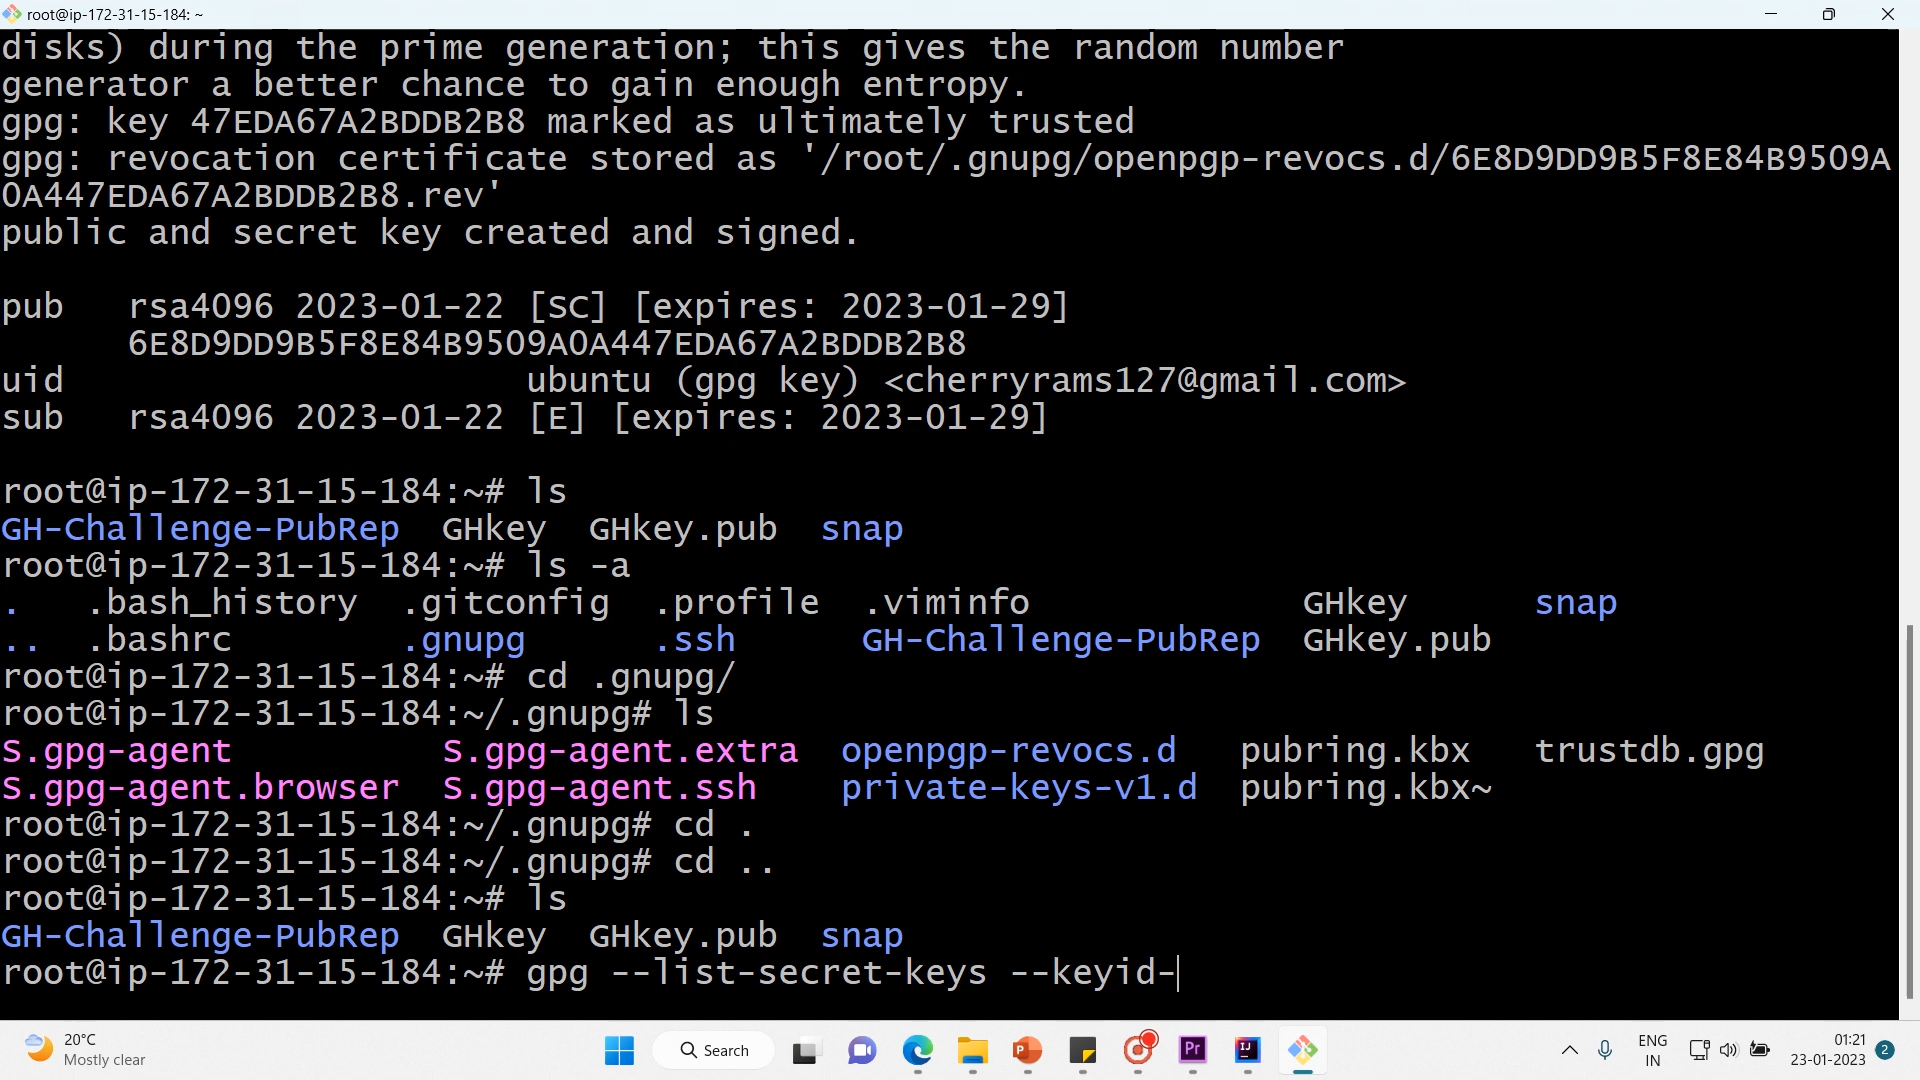 root@ip-172-31-15-184: ~
disks) during the prime generation; this gives the random number
generator a better chance to gain enough entropy.
gpg: key 47EDA67A2BDDB2B8 marked as ultimately trusted
gpg: revocation certificate stored as '/root/.gnupg/openpgp-revocs.d/6E8D9DD9B5F8E84B9509A
0A447EDA67A2BDDB2B8.rev'
public and secret key created and signed.
pub   rsa4096 2023-01-22 [SC] [expires: 2023-01-29]
      6E8D9DD9B5F8E84B9509A0A447EDA67A2BDDB2B8
uid                      ubuntu (gpg key) <cherryrams127@gmail.com>
sub   rsa4096 2023-01-22 [E] [expires: 2023-01-29]
root@ip-172-31-15-184:~# ls
GH-Challenge-PubRep  GHkey  GHkey.pub  snap
root@ip-172-31-15-184:~# ls -a
.   .bash_history  .gitconfig  .profile  .viminfo             GHkey      snap
..  .bashrc        .gnupg      .ssh      GH-Challenge-PubRep  GHkey.pub
root@ip-172-31-15-184:~# cd .gnupg/
root@ip-172-31-15-184:~/.gnupg# ls
S.gpg-agent          S.gpg-agent.extra  openpgp-revocs.d   pubring.kbx   trustdb.gpg
S.gpg-agent.browser  S.gpg-agent.ssh    private-keys-v1.d  pubring.kbx~
root@ip-172-31-15-184:~/.gnupg# cd .
root@ip-172-31-15-184:~/.gnupg# cd ..
root@ip-172-31-15-184:~# ls
GH-Challenge-PubRep  GHkey  GHkey.pub  snap
root@ip-172-31-15-184:~# gpg --list-secret-keys --keyid-
20°C
Mostly clear
Search
P
Pr
IJ
ENG
IN
01:21
23-01-2023
2